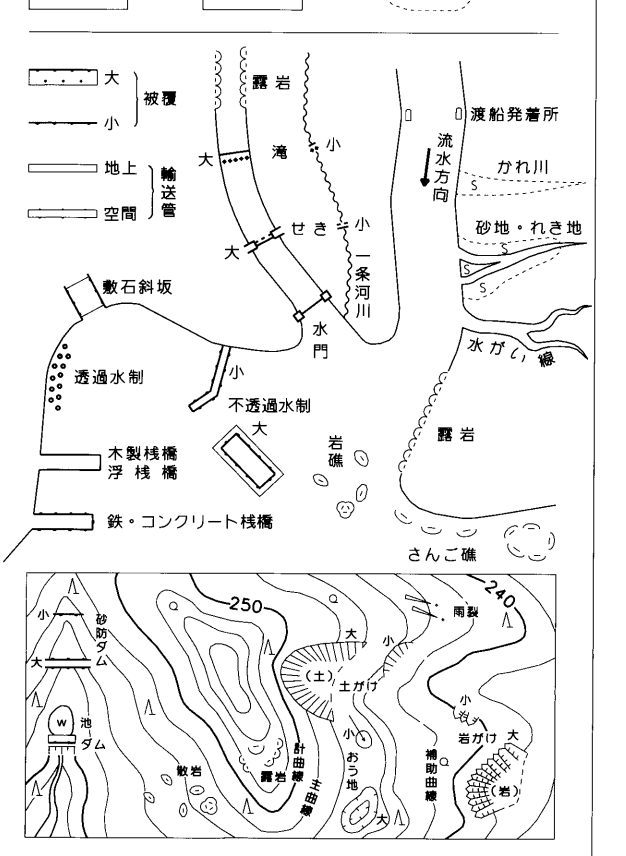 大
小
被覆
地上
空間
輸送管
露岩
大
滝
小
せき
大
小
一条河川
水門
渡船発着所
流水方向
かれ川
S
砂地・れき地
S
S
S
水がい線
敷石斜坂
透過水制
小
不透過水制
大
木製桟橋
浮桟橋
鉄・コンクリート桟橋
岩礁
露岩
さんご礁
小
砂防ダム
大
W
池
ダム
250
240
雨裂
大
小
(土)
土がけ
小
岩がけ
大
(岩)
散岩
露岩
計曲線
主曲線
小
おう地
大
補助曲線